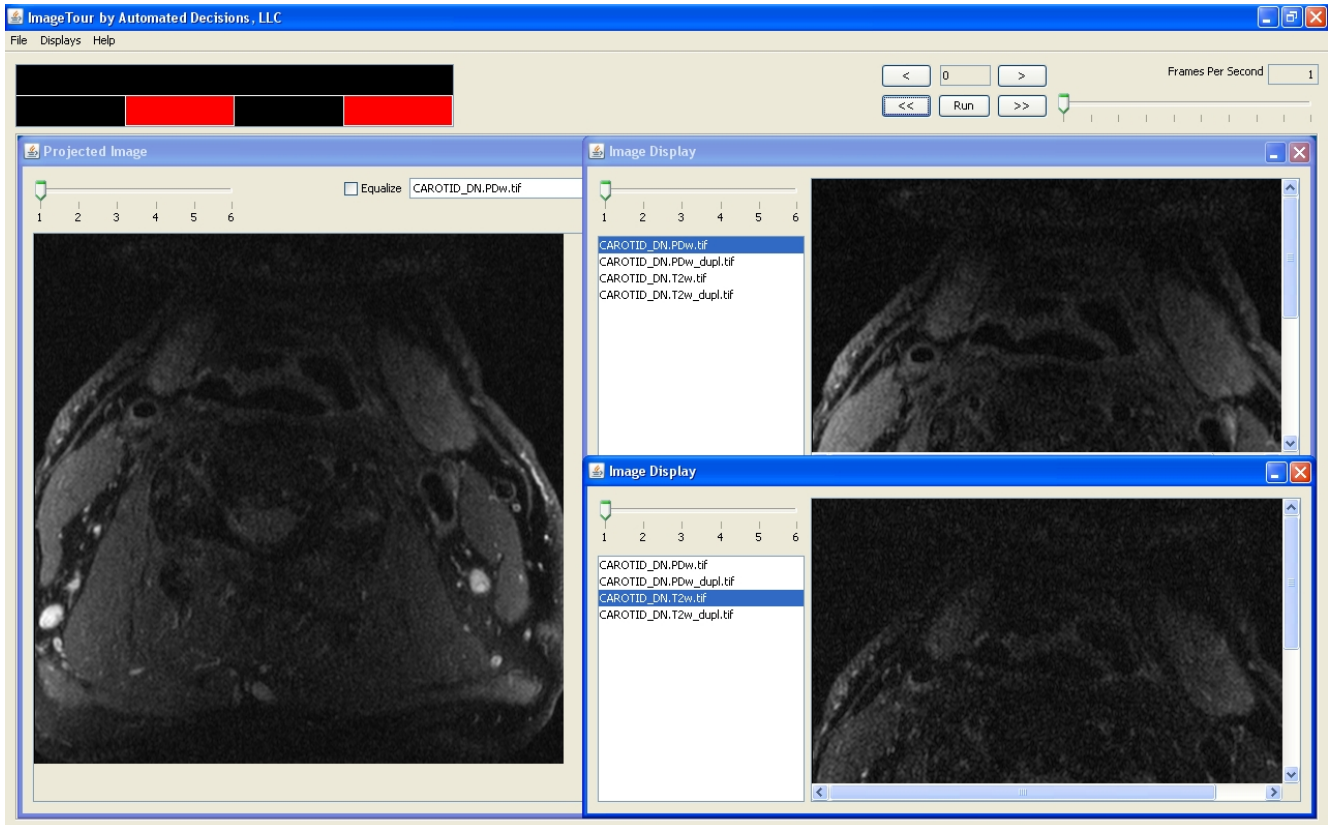 ImageTour by Automated Decisions, LLC
File Displays Help
< 0 > Frames Per Second 1
<< Run >>
Projected Image
Equalize CAROTID_DN.PDw.tif
1 2 3 4 5 6
Image Display
1 2 3 4 5 6
CAROTID_DN.PDw.tif
CAROTID_DN.PDw_dupl.tif
CAROTID_DN.T2w.tif
CAROTID_DN.T2w_dupl.tif
Image Display
1 2 3 4 5 6
CAROTID_DN.PDw.tif
CAROTID_DN.PDw_dupl.tif
CAROTID_DN.T2w.tif
CAROTID_DN.T2w_dupl.tif